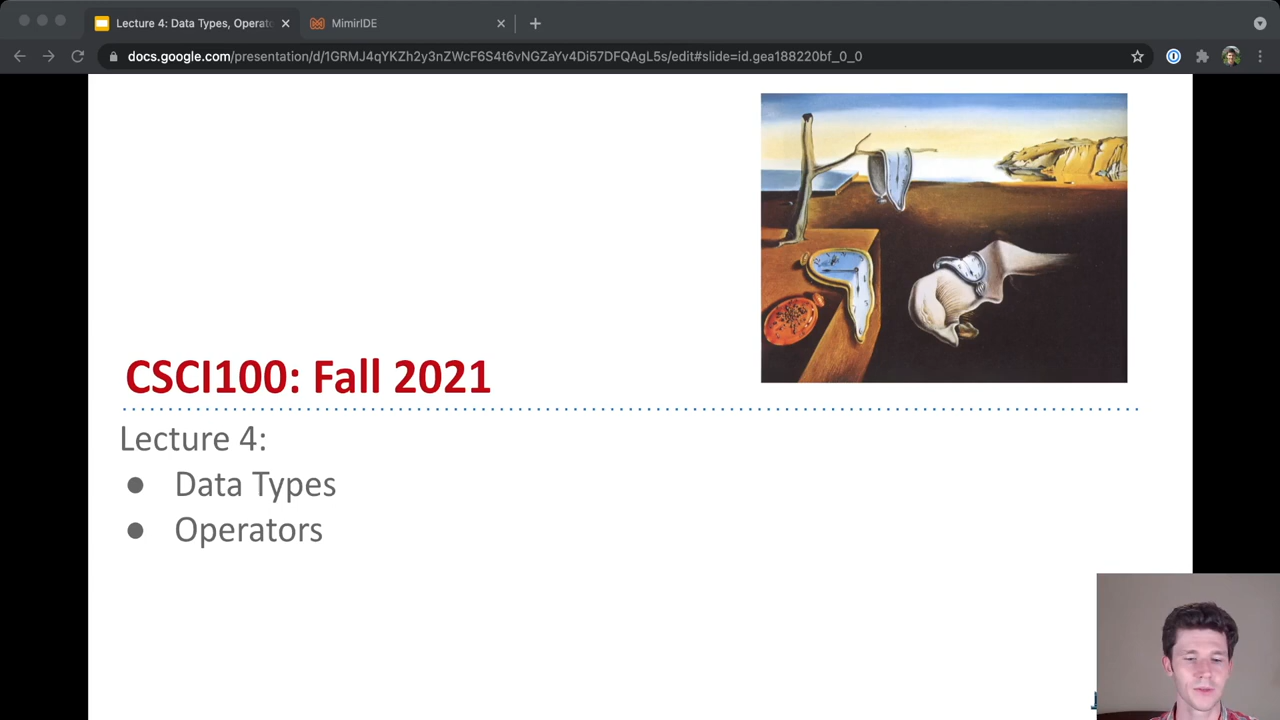 Lecture 4: Data Types, Operato
MimirIDE
docs.google.com/presentation/d/1GRMJ4qYKZh2y3nZWcF6S4t6vNGZaYv4Di57DFQAgL5s/edit#slide=id.gea188220bf_0_0
CSCI100: Fall 2021
Lecture 4:
● Data Types
● Operators